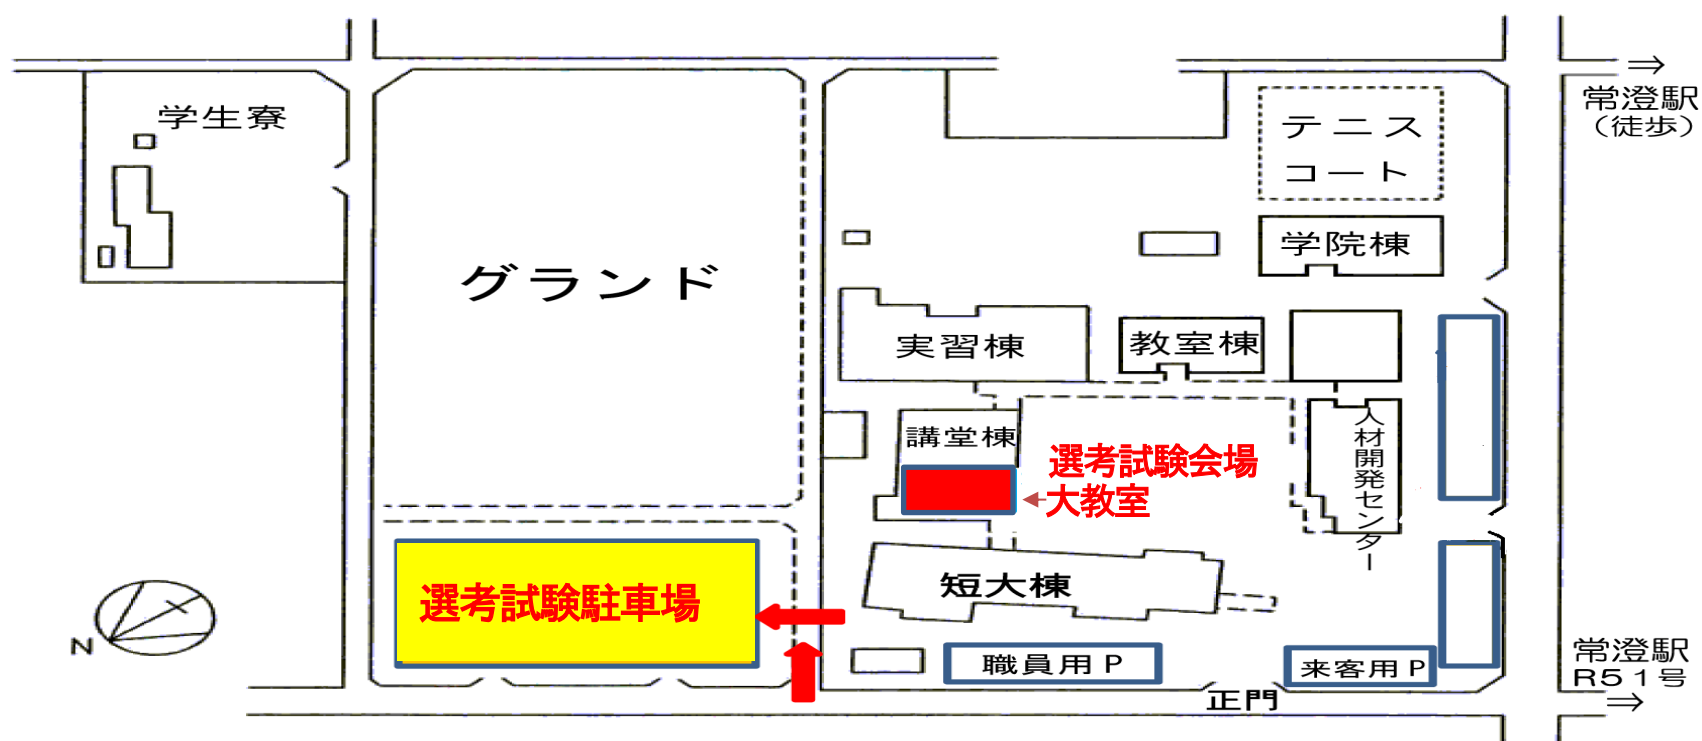 学生寮
グランド
テニス
コート
学院棟
実習棟
教室棟
講堂棟
選考試験会場
大教室
人材開発センター
選考試験駐車場
短大棟
職員用P
来客用P
正門
N
⇒
常澄駅
（徒歩）
常澄駅
R51号
⇒